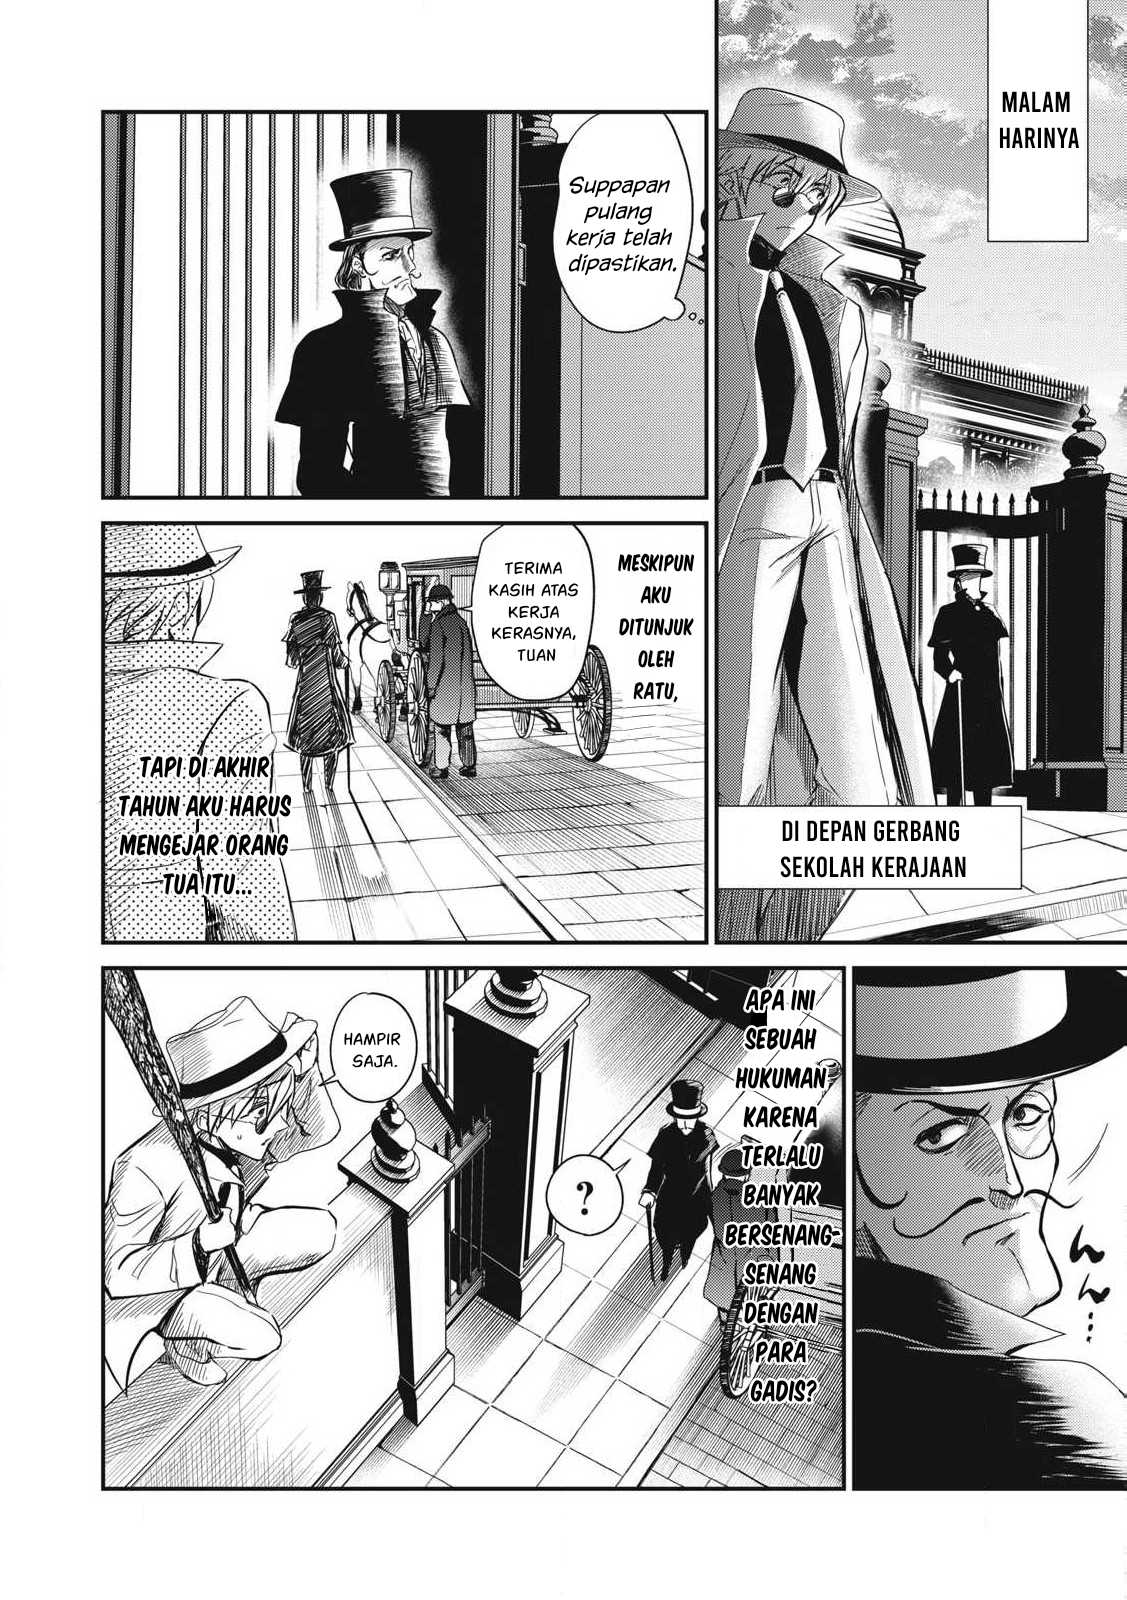 MALAM
HARINYA
DI DEPAN GERBANG
SEKOLAH KERAJAAN
Suppapan
pulang
kerja telah
dipastikan.
MESKIPUN
AKU
DITUNJUK
OLEH
RATU,
TERIMA
KASIH ATAS
KERJA
KERASNYA,
TUAN
TAPI DI AKHIR
TAHUN AKU HARUS
MENGEJAR ORANG
TUA ITU...
んん…
APA INI
SEBUAH
HUKUMAN
KARENA
TERLALU
BANYAK
BERSENANG-
SENANG
DENGAN
PARA
GADIS?
?
HAMPIR
SAJA.